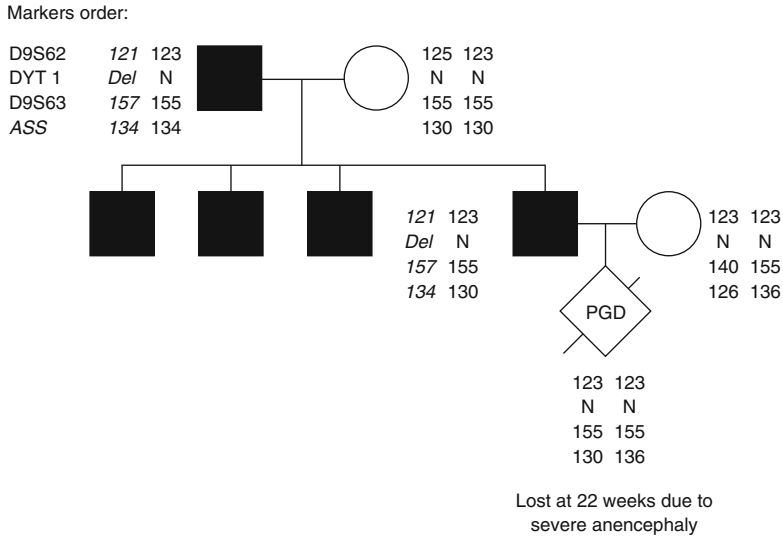 Markers order:
D9S62 121 123 125 123
DYT 1 Del N N N
D9S63 157 155 155 155
ASS 134 134 130 130
121 123 123 123
Del N N N
157 155 140 155
134 130 126 136
PGD
123 123
N N
155 155
130 136
Lost at 22 weeks due to
severe anencephaly